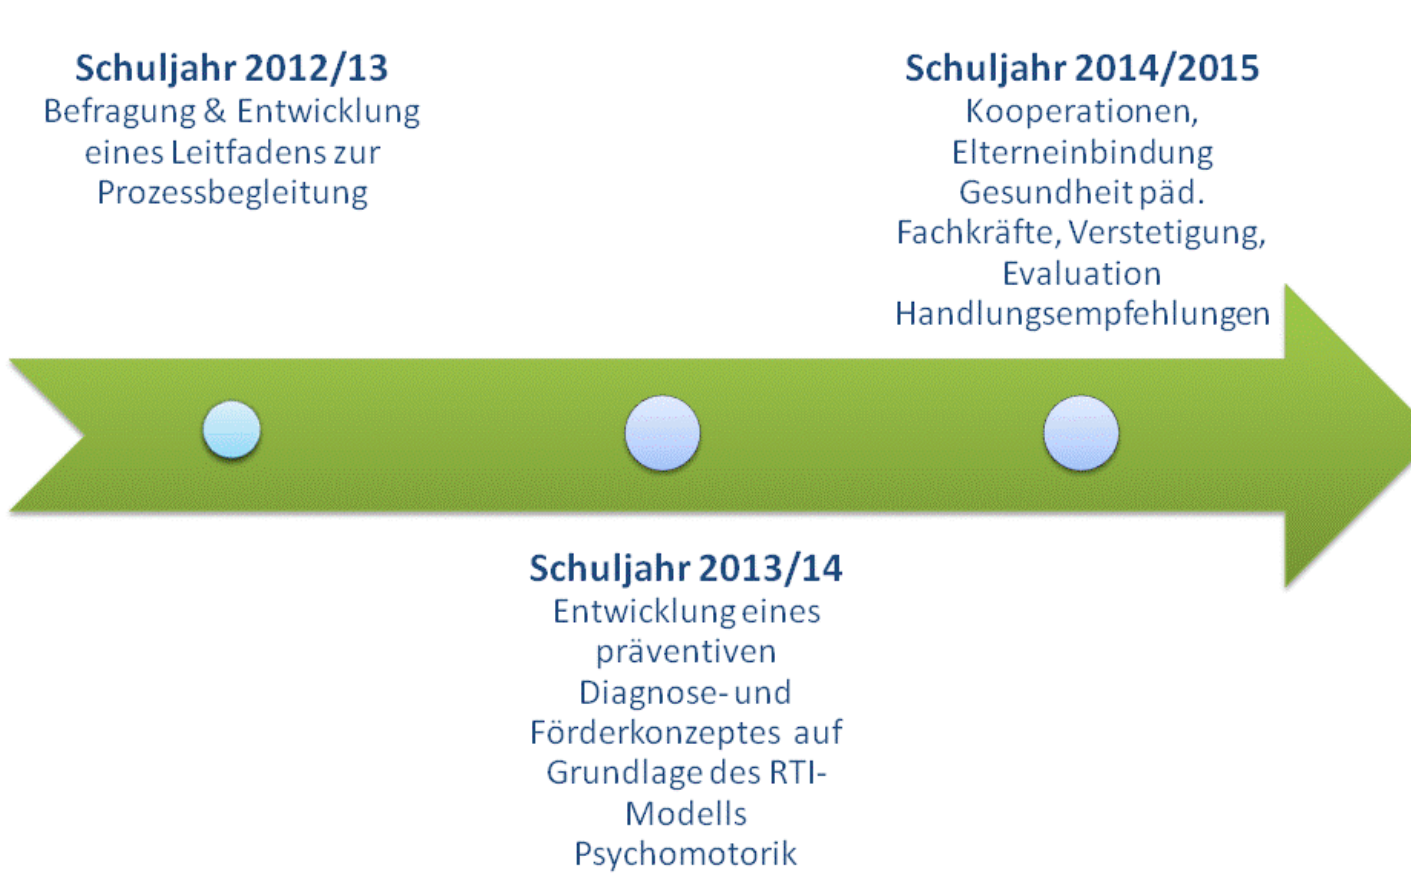 Schuljahr 2012/13
Befragung & Entwicklung
eines Leitfadens zur
Prozessbegleitung
Schuljahr 2014/2015
Kooperationen,
Elterneinbindung
Gesundheit päd.
Fachkräfte, Verstetigung,
Evaluation
Handlungsempfehlungen
Schuljahr 2013/14
Entwicklung eines
präventiven
Diagnose- und
Förderkonzeptes auf
Grundlage des RTI-
Modells
Psychomotorik